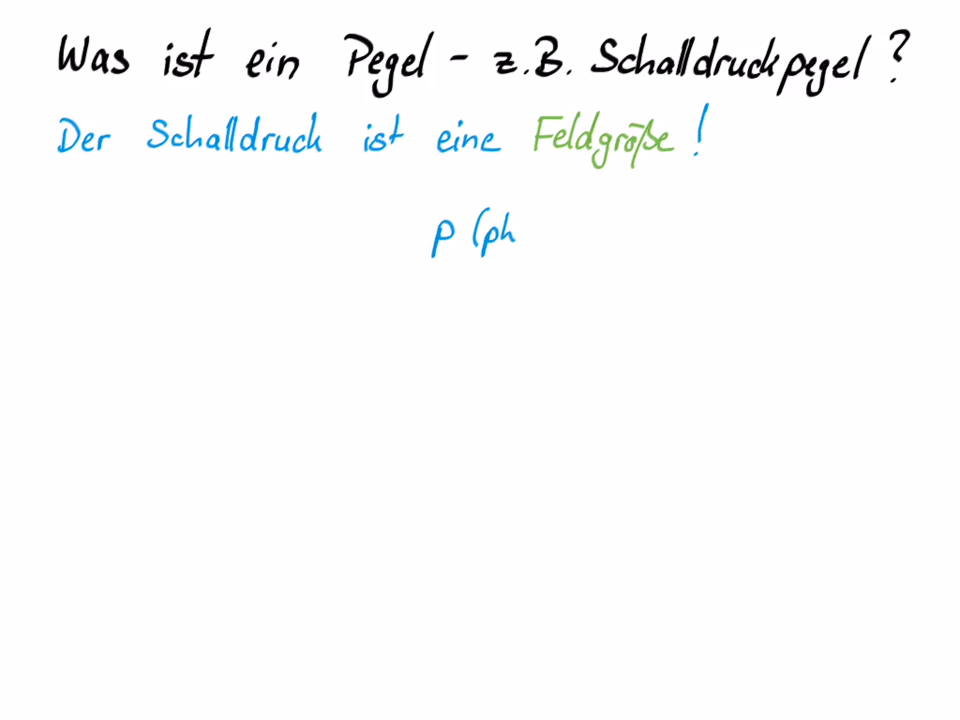 Was ist ein Pegel - z.B. Schalldruckpegel?
Der Schalldruck ist eine Feldgröße!
p (ph